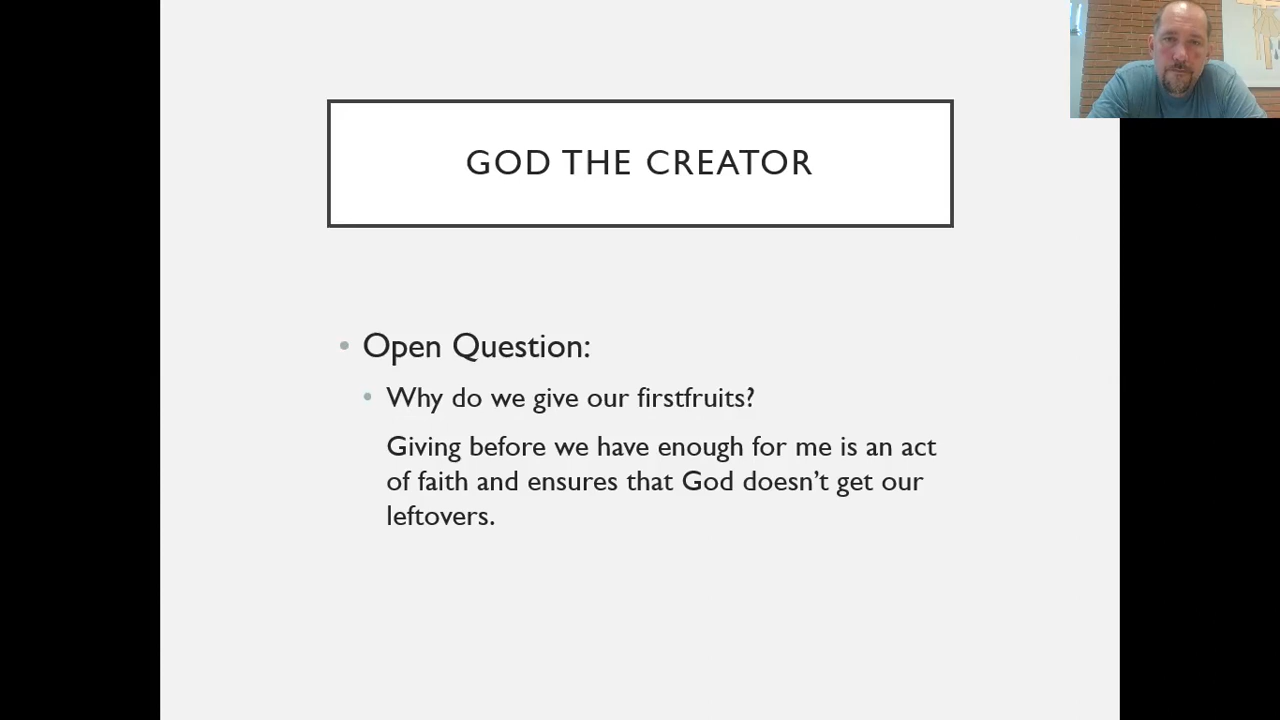 GOD THE CREATOR
Open Question:
Why do we give our firstfruits?
Giving before we have enough for me is an act
of faith and ensures that God doesn’t get our
leftovers.